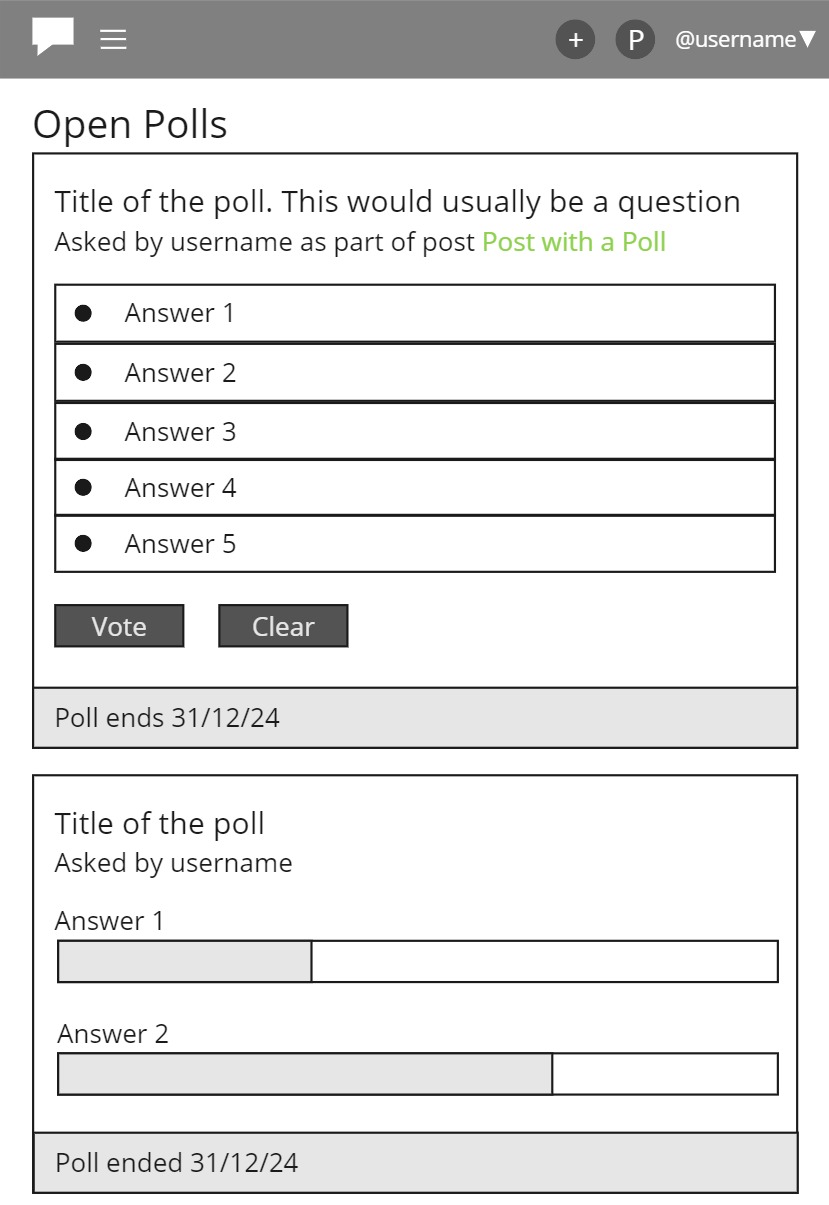 + P @username
Open Polls
Title of the poll. This would usually be a question
Asked by username as part of post Post with a Poll
Answer 1
Answer 2
Answer 3
Answer 4
Answer 5
Vote Clear
Poll ends 31/12/24
Title of the poll
Asked by username
Answer 1
Answer 2
Poll ended 31/12/24